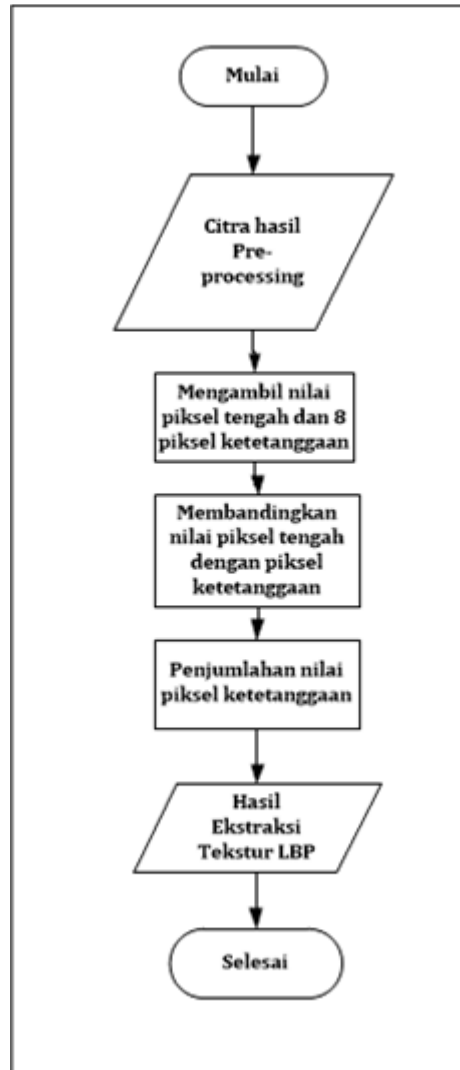 Mulai
Citra hasil
Pre-
processing
Mengambil nilai
piksel tengah dan 8
piksel ketetanggaan
Membandingkan
nilai piksel tengah
dengan piksel
ketetanggaan
Penjumlahan nilai
piksel ketetanggaan
Hasil
Ekstraksi
Tekstur LBP
Selesai